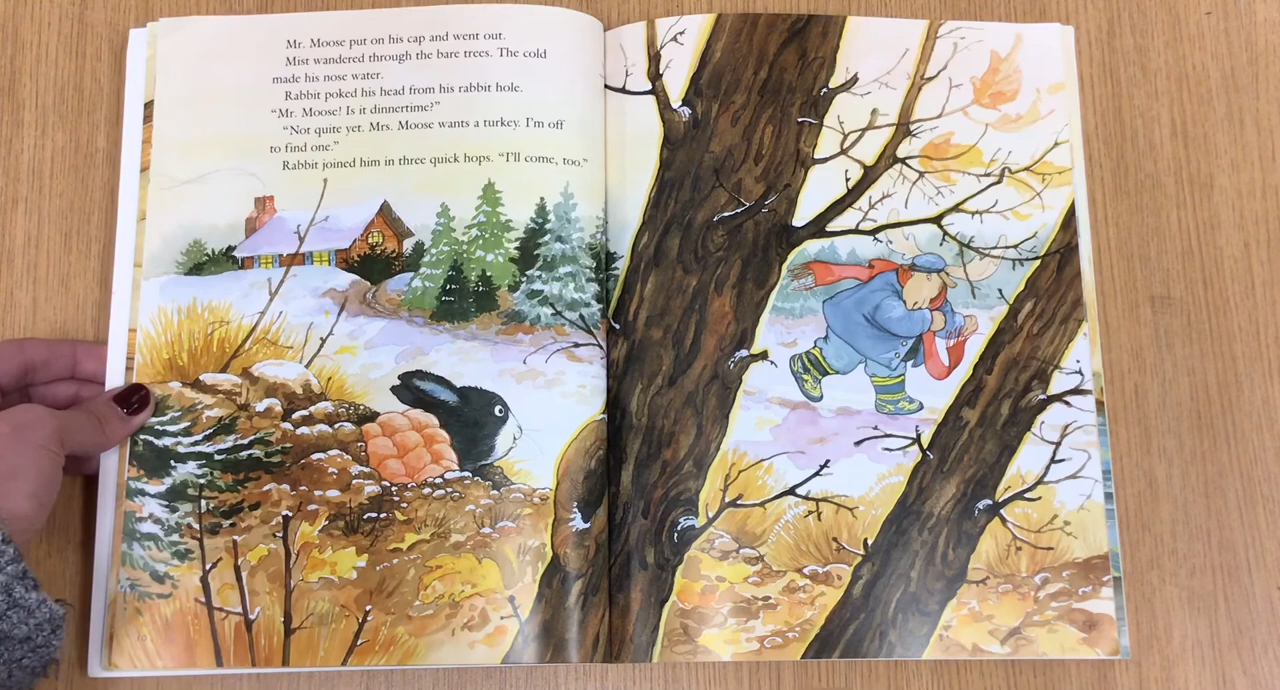 Mr. Moose put on his cap and went out.
Mist wandered through the bare trees. The cold
made his nose water.
Rabbit poked his head from his rabbit hole.
“Mr. Moose! Is it dinnertime?”
“Not quite yet. Mrs. Moose wants a turkey. I’m off
to find one.”
Rabbit joined him in three quick hops. “I’ll come, too.”